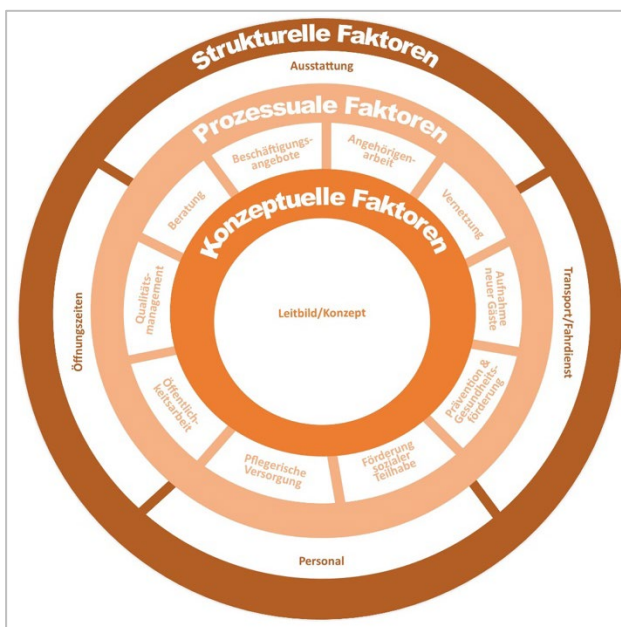 Strukturelle Faktoren
Ausstattung
Prozessuale Faktoren
Beschäftigungs-
angebote
Angehörigen-
arbeit
Beratung
Vernetzung
Konzeptuelle Faktoren
Qualitäts-
management
Aufnahme
neuer Gäste
Öffnungszeiten
Leitbild/Konzept
Transport/Fahrdienst
Öffentlich-
keitsarbeit
Prävention &
Gesundheits-
förderung
Pflegerische
Versorgung
Förderung
sozialer
Teilhabe
Personal